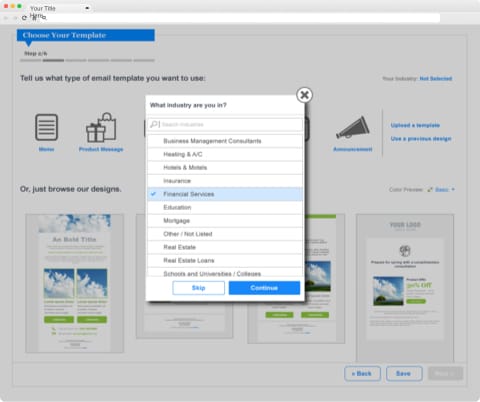 Your Title
Here
Choose Your Template
Step 2/6
Tell us what type of email template you want to use:
Your Industry: Not Selected
Memo
Product Message
Announcement
Upload a template
Use a previous design
What industry are you in?
Search Industries
Business Management Consultants
Heating & A/C
Hotels & Motels
Insurance
Financial Services
Education
Mortgage
Other / Not Listed
Real Estate
Real Estate Loans
Schools and Universities / Colleges
Skip
Continue
Or, just browse our designs.
Color Preview:
Basic
An Bold Title
YOUR LOGO
Prepare for spring with a complimentary consultation
30% Off
« Back
Save
Next »